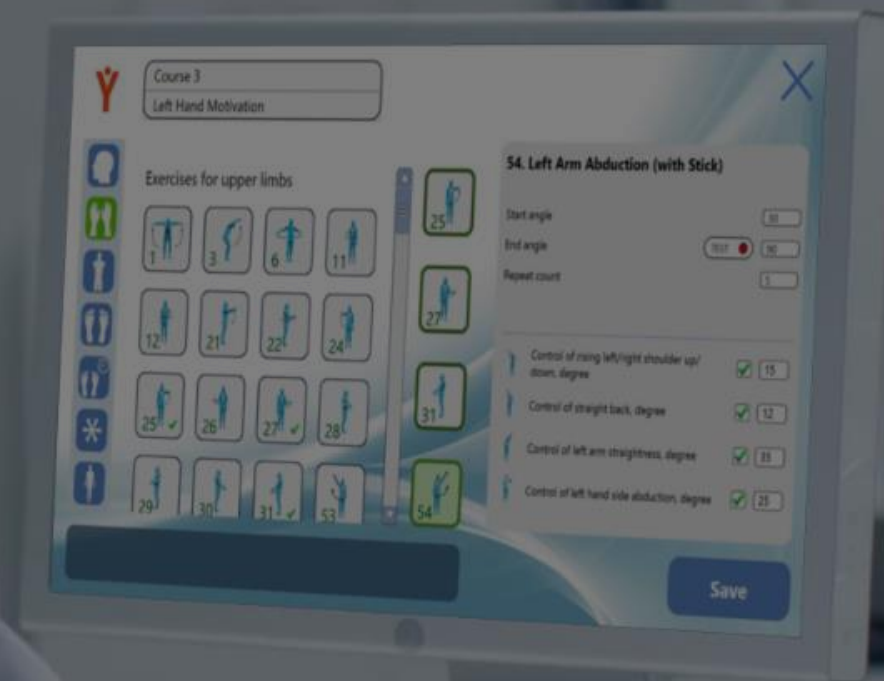 Course 3
Left Hand Motivation
Exercises for upper limbs
1
3
6
11
12
21
22
24
25
26
27
28
29
30
31
53
25
27
31
54
54. Left Arm Abduction (with Stick)
Start angle
End angle
TEST
90
Repeat count
5
Control of rising left/right shoulder up/
down, degree
15
Control of straight back, degree
12
Control of left arm straightness, degree
Control of left hand side abduction, degree
25
Save